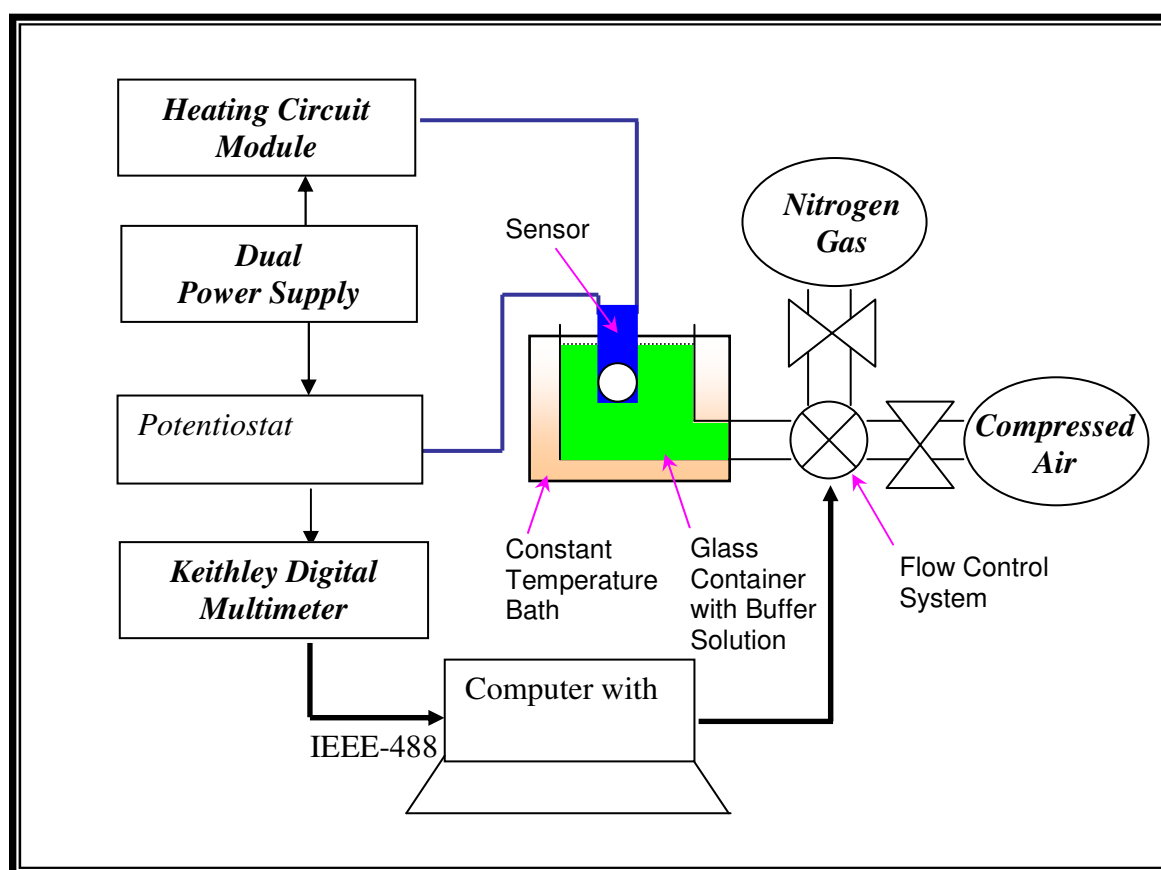 Heating Circuit
Module
Dual
Power Supply
Potentiostat
Keithley Digital
Multimeter
IEEE-488
Computer with
Sensor
Constant
Temperature
Bath
Glass
Container
with Buffer
Solution
Nitrogen
Gas
Compressed
Air
Flow Control
System